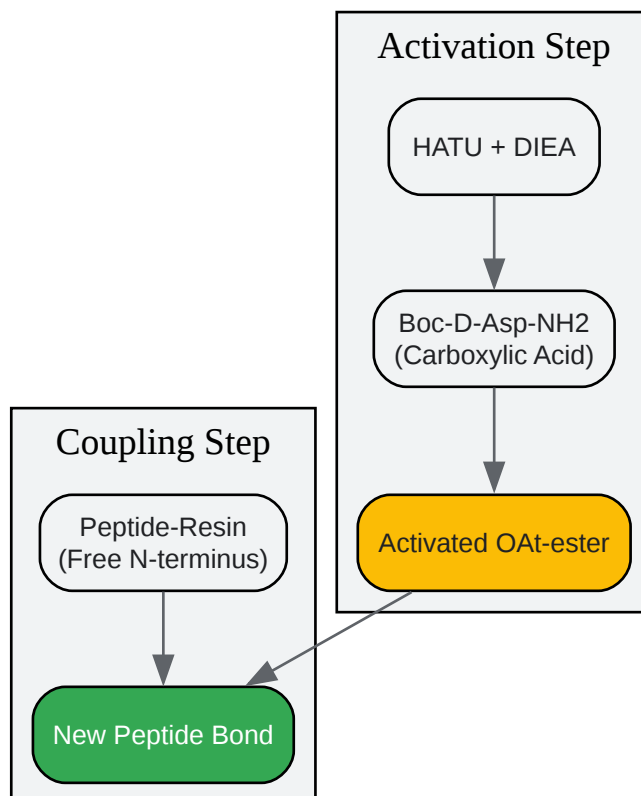 Activation Step
HATU + DIEA
Boc-D-Asp-NH2
(Carboxylic Acid)
Activated OAt-ester
Coupling Step
Peptide-Resin
(Free N-terminus)
New Peptide Bond